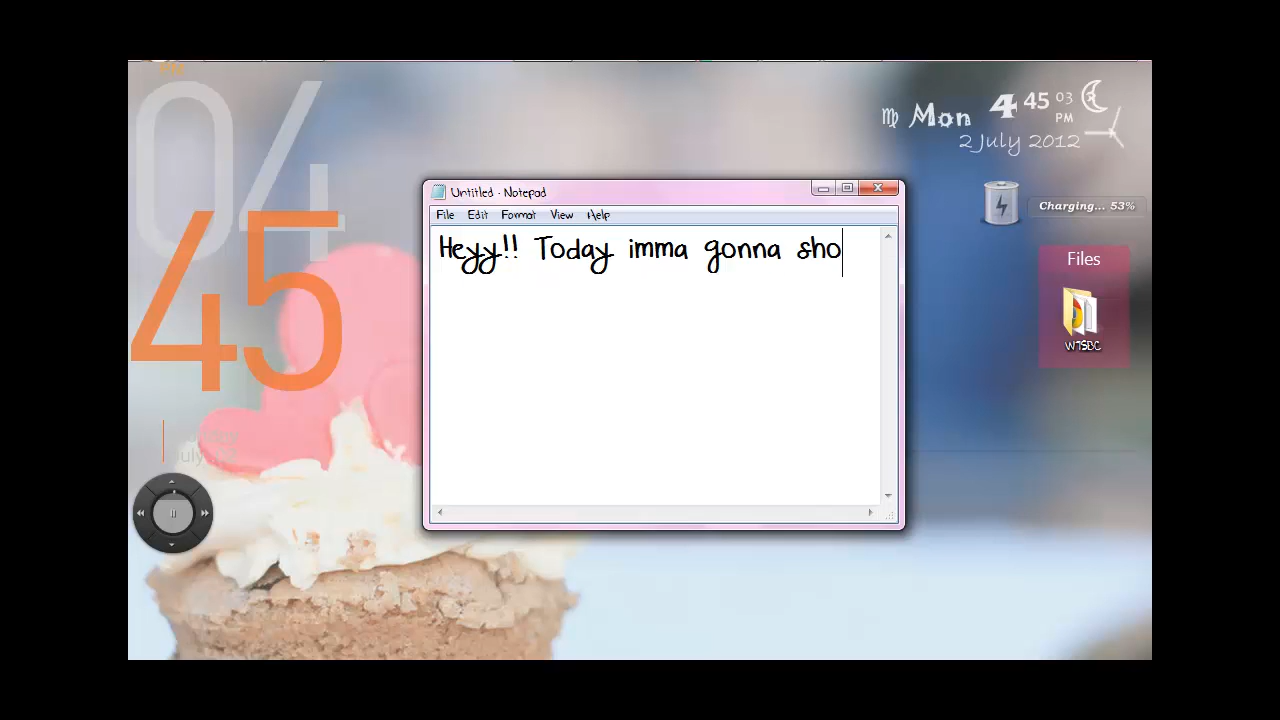 04
45
Mon 4 45 03 PM
2 July 2012
Charging... 53%
Files
W7SBC
Untitled - Notepad
File Edit Format View Help
Heyy!! Today imma gonna sho